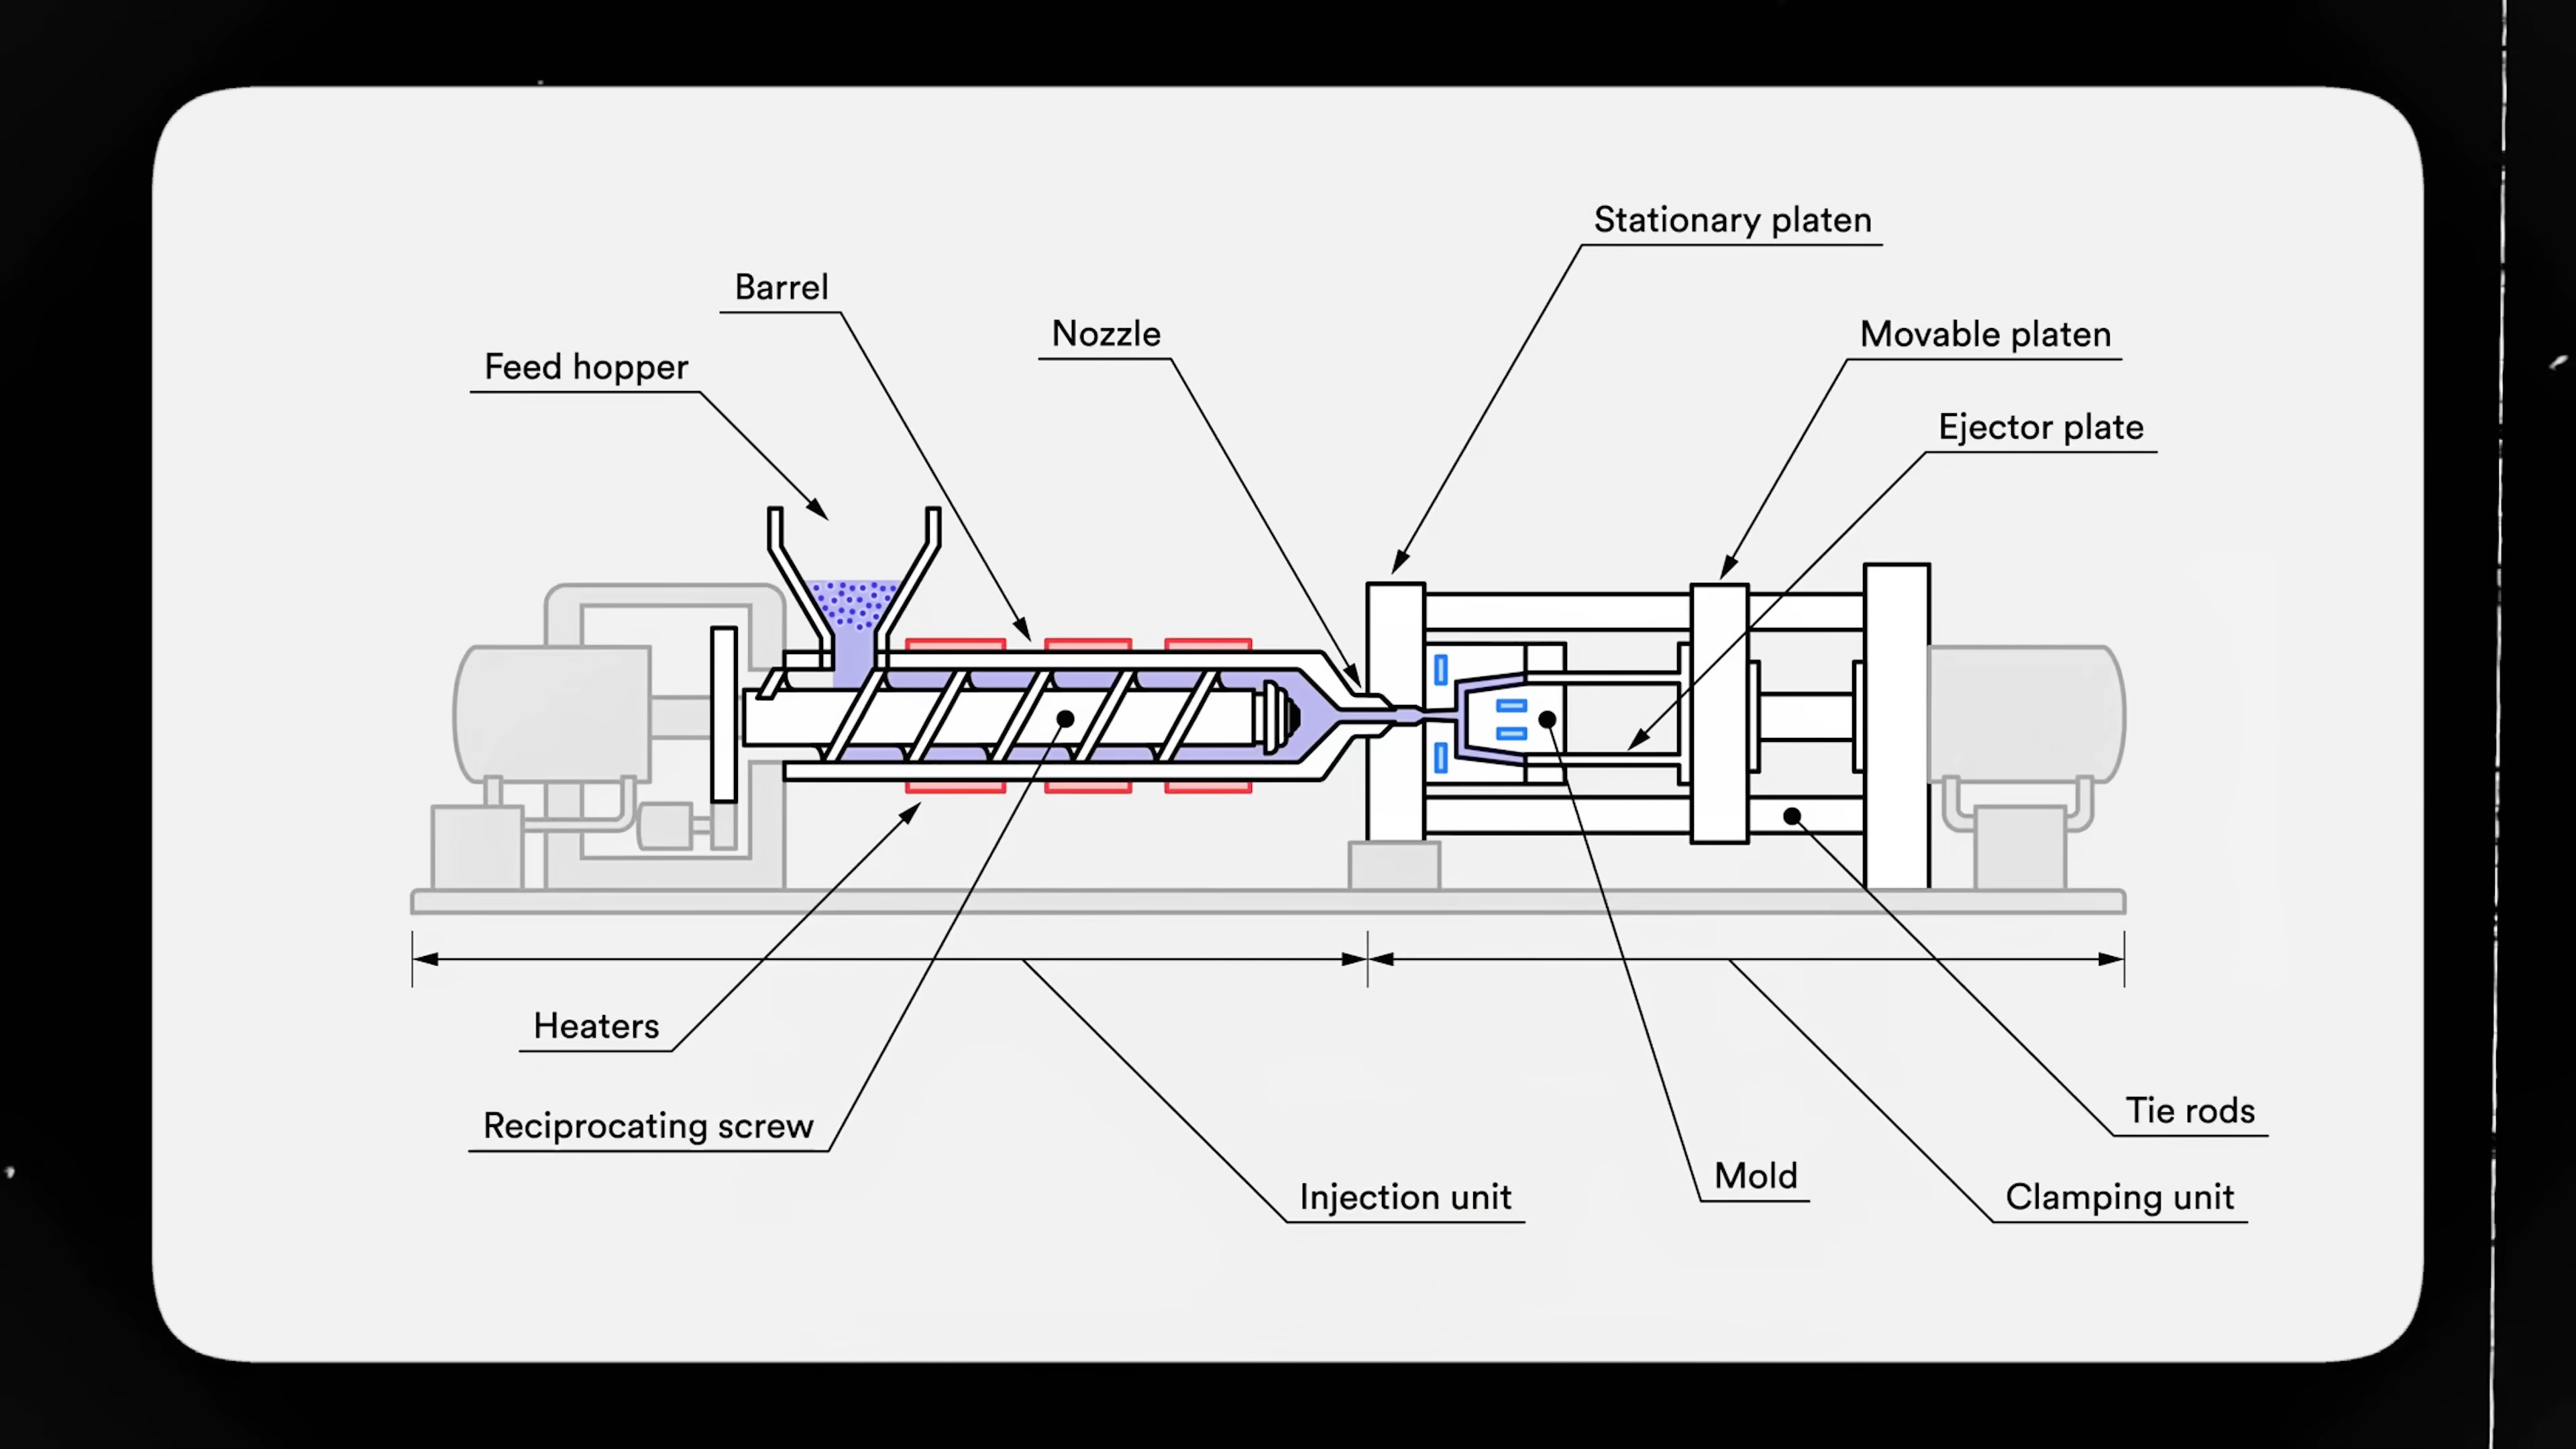 Stationary platen
Barrel
Nozzle
Movable platen
Feed hopper
Ejector plate
Heaters
Reciprocating screw
Tie rods
Mold
Injection unit
Clamping unit